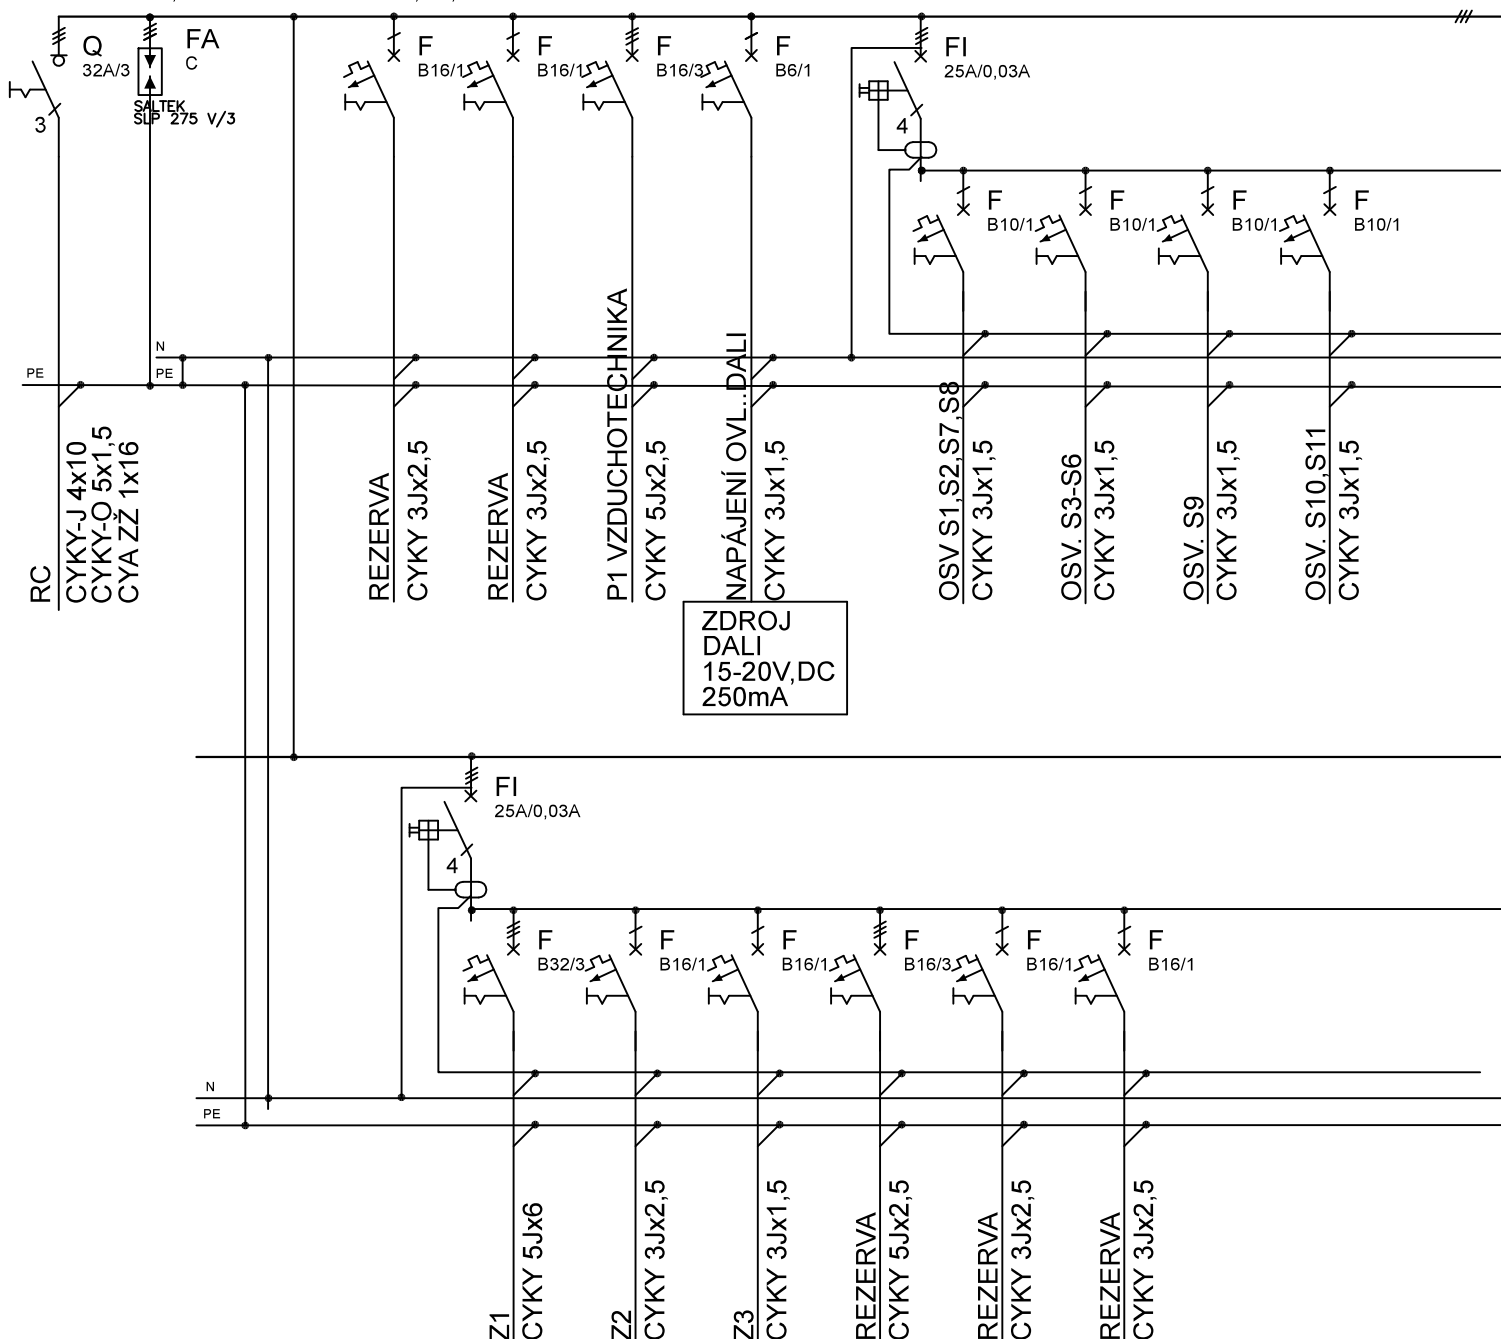 Q
32A/3
3
FA
C
SALTEK
SLP 275 V/3
F
B16/1
F
B16/1
F
B16/3
F
B6/1
FI
25A/0,03A
4
F
B10/1
F
B10/1
F
B10/1
F
B10/1
N
PE
PE
RC
CYKY-J 4x10
CYKY-O 5x1,5
CYA ZŽ 1x16
REZERVA
CYKY 3Jx2,5
REZERVA
CYKY 3Jx2,5
P1 VZDUCHOTECHNIKA
CYKY 5Jx2,5
NAPÁJENÍ OVL..DALI
CYKY 3Jx1,5
OSV S1,S2,S7,S8
CYKY 3Jx1,5
OSV. S3-S6
CYKY 3Jx1,5
OSV. S9
CYKY 3Jx1,5
OSV. S10,S11
CYKY 3Jx1,5
ZDROJ
DALI
15-20V,DC
250mA
FI
25A/0,03A
4
F
B32/3
F
B16/1
F
B16/1
F
B16/3
F
B16/1
F
B16/1
N
PE
Z1
CYKY 5Jx6
Z2
CYKY 3Jx2,5
Z3
CYKY 3Jx1,5
REZERVA
CYKY 5Jx2,5
REZERVA
CYKY 3Jx2,5
REZERVA
CYKY 3Jx2,5